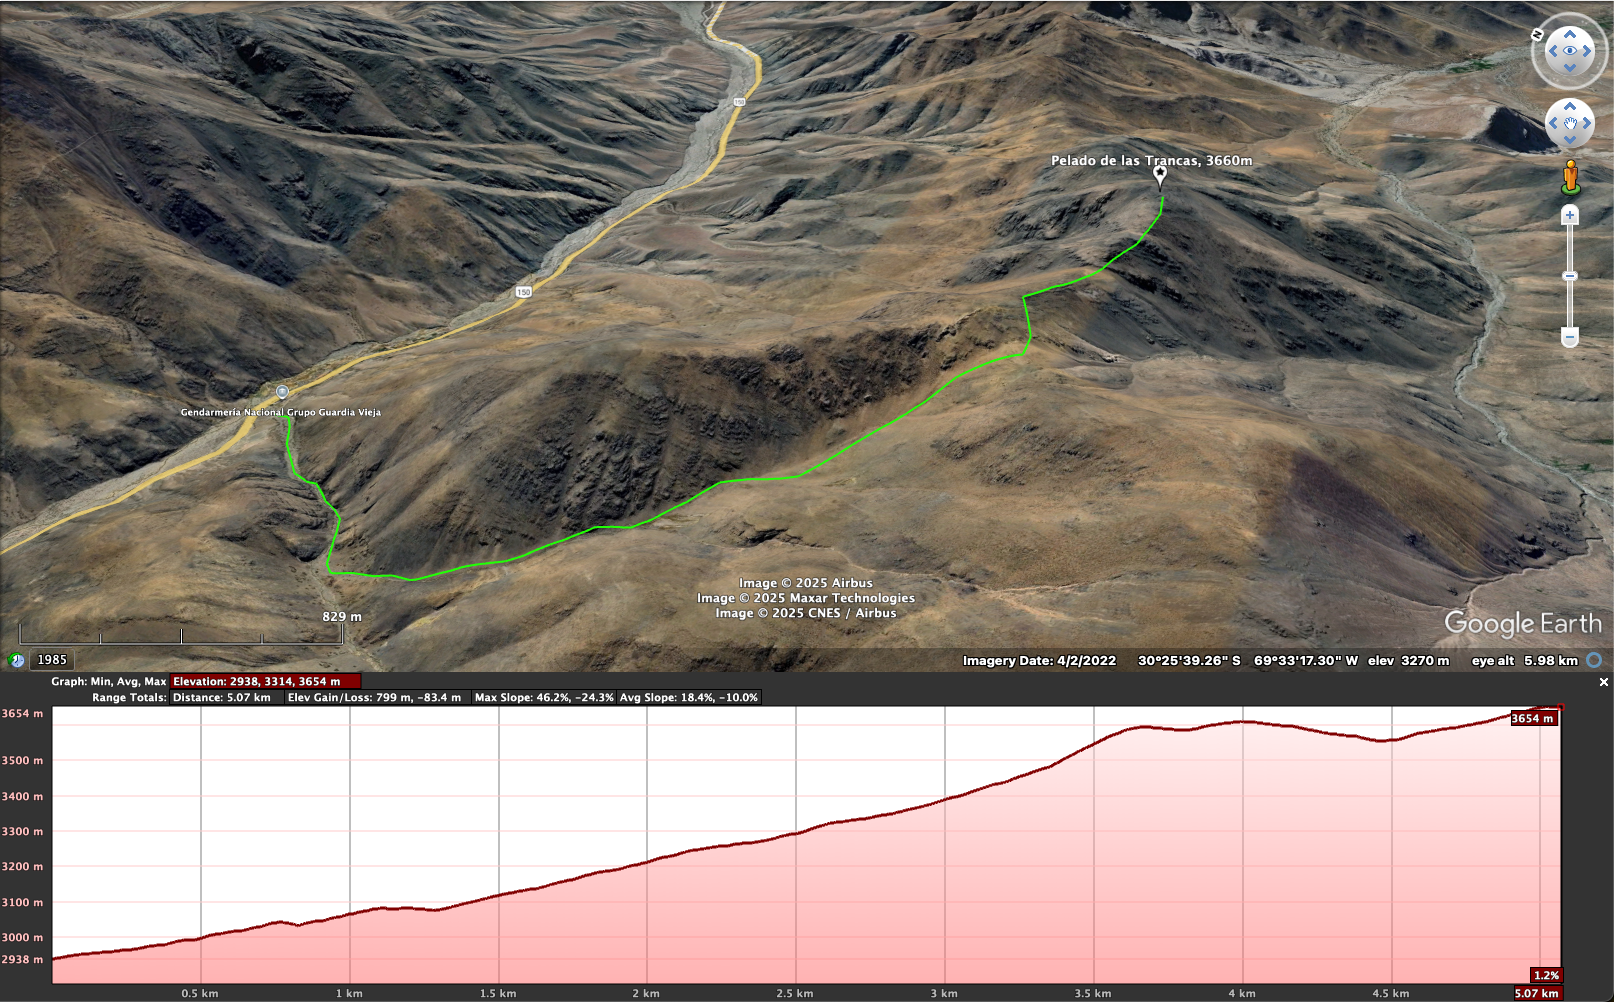 N
Pelado de las Trancas, 3660m
150
150
Gendarmería Nacional Grupo Guardia Vieja
Image © 2025 Airbus
Image © 2025 Maxar Technologies
Image © 2025 CNES / Airbus
829 m
Google Earth
1985
Imagery Date: 4/2/2022 30°25'39.26" S 69°33'17.30" W elev 3270 m eye alt 5.98 km
Graph: Min, Avg, Max Elevation: 2938, 3314, 3654 m
Range Totals: Distance: 5.07 km Elev Gain/Loss: 799 m, -83.4 m Max Slope: 46.2%, -24.3% Avg Slope: 18.4%, -10.0%
3654 m
3654 m
3500 m
3400 m
3300 m
3200 m
3100 m
3000 m
2938 m
1.2%
0.5 km 1 km 1.5 km 2 km 2.5 km 3 km 3.5 km 4 km 4.5 km 5.07 km